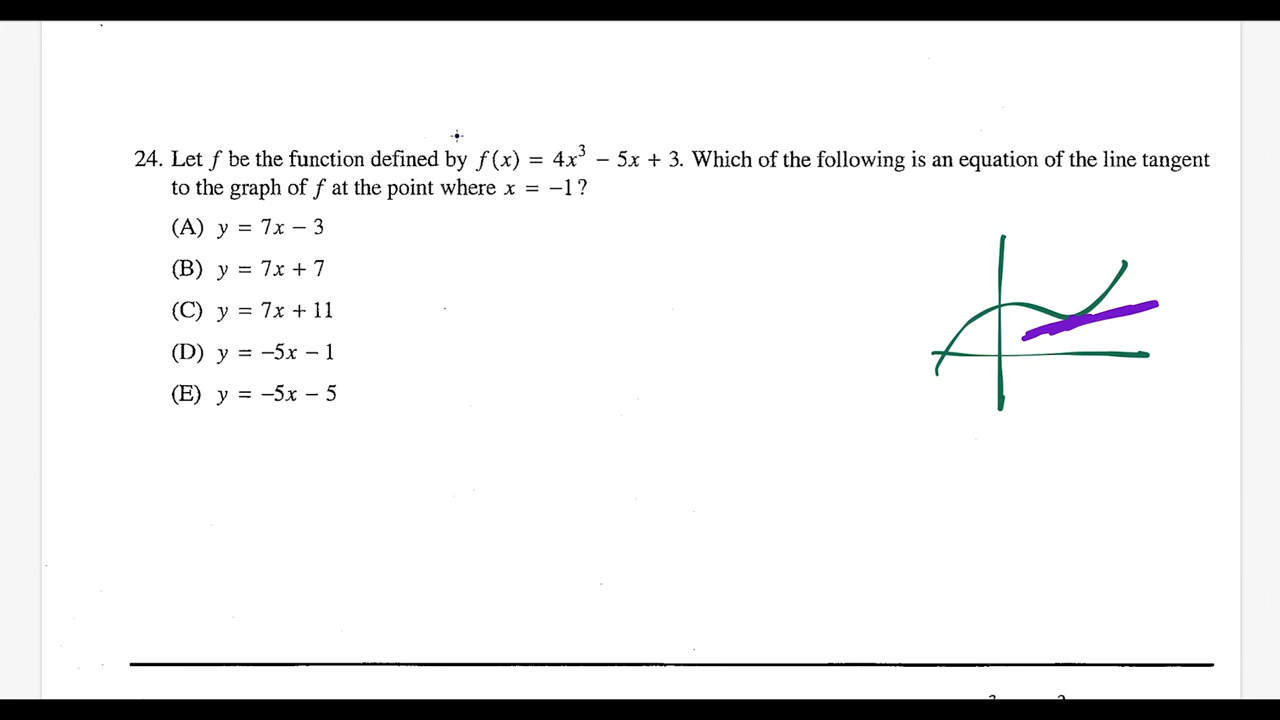 24. Let f be the function defined by f(x) = 4x³ − 5x + 3. Which of the following is an equation of the line tangent
to the graph of f at the point where x = −1?
(A) y = 7x − 3
(B) y = 7x + 7
(C) y = 7x + 11
(D) y = −5x − 1
(E) y = −5x − 5